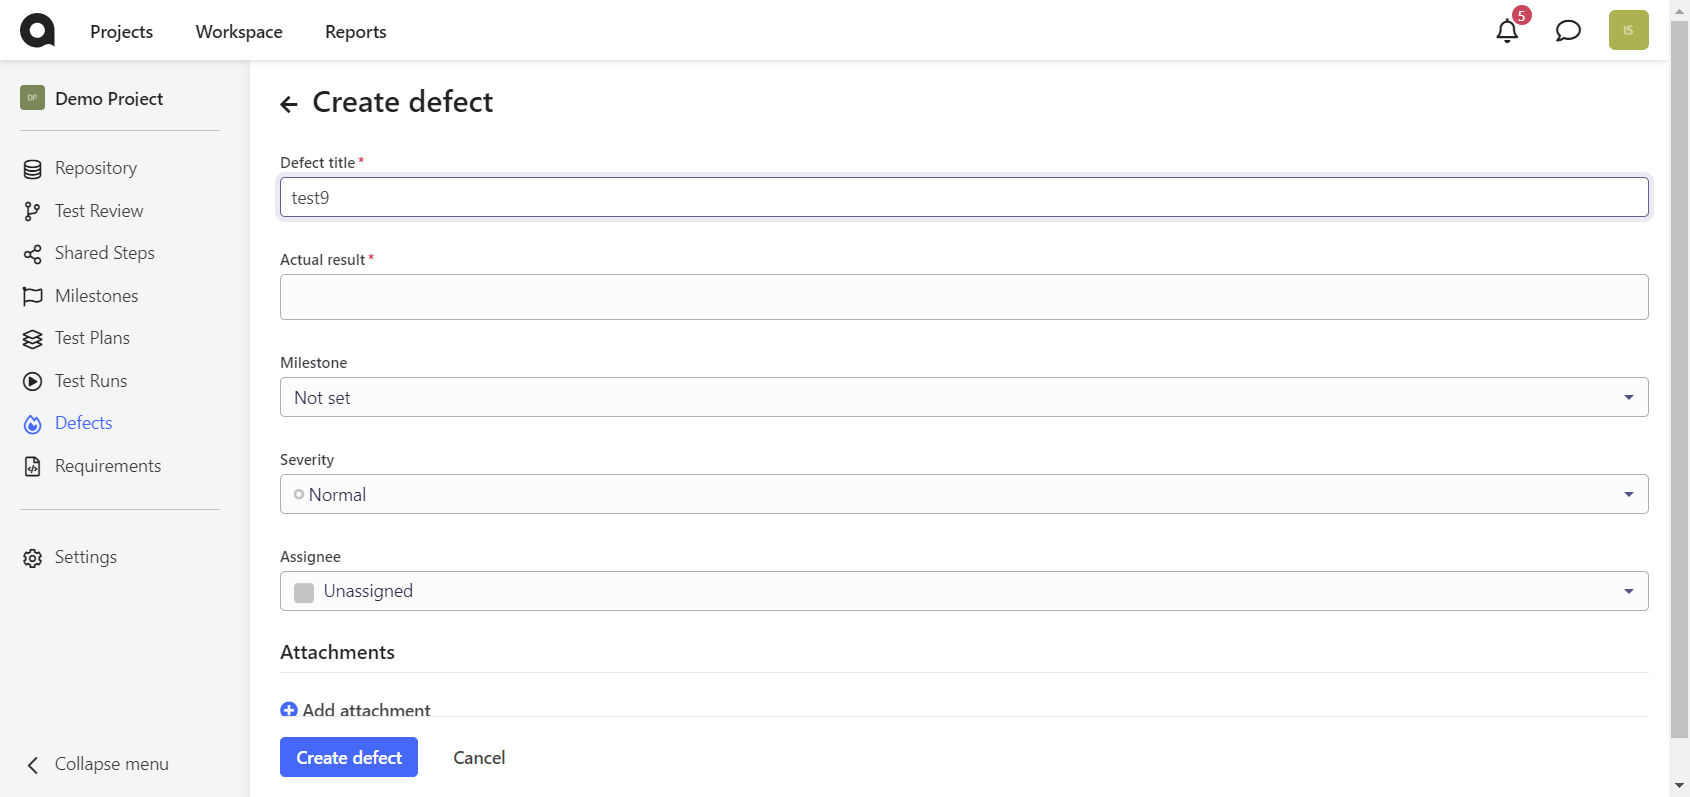 Projects
Workspace
Reports
5
IS
DP
Demo Project
Repository
Test Review
Shared Steps
Milestones
Test Plans
Test Runs
Defects
Requirements
Settings
Collapse menu
Create defect
Defect title *
test9
Actual result *
Milestone
Not set
Severity
Normal
Assignee
Unassigned
Attachments
Add attachment
Create defect
Cancel